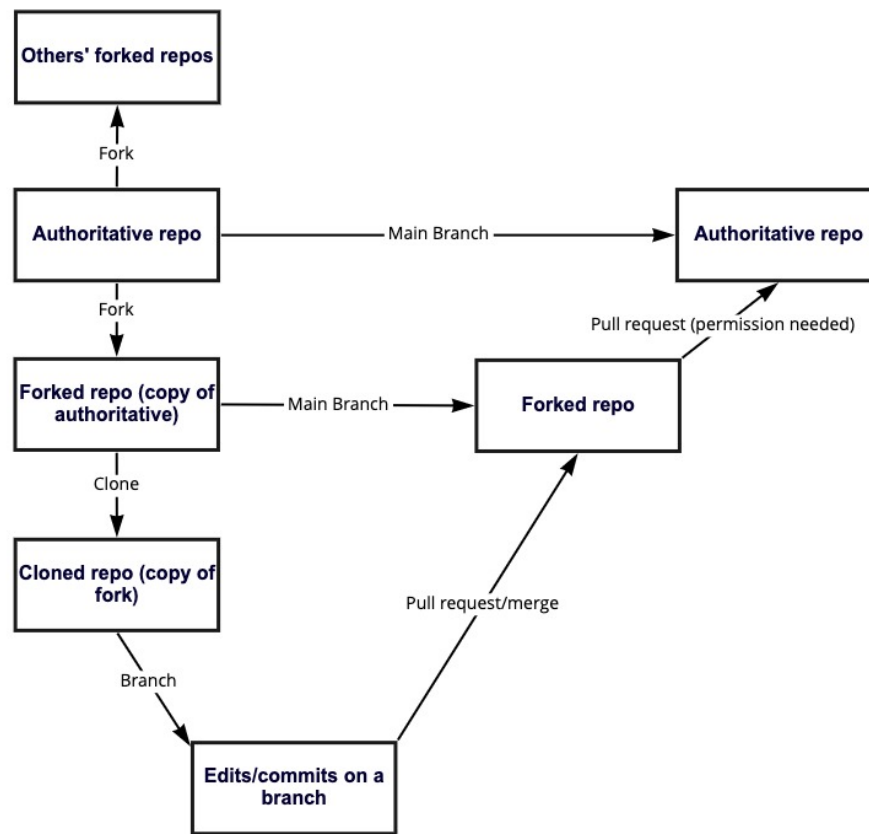 Others' forked repos
Fork
Authoritative repo
Main Branch
Authoritative repo
Fork
Pull request (permission needed)
Forked repo (copy of
authoritative)
Main Branch
Forked repo
Clone
Cloned repo (copy of
fork)
Pull request/merge
Branch
Edits/commits on a
branch